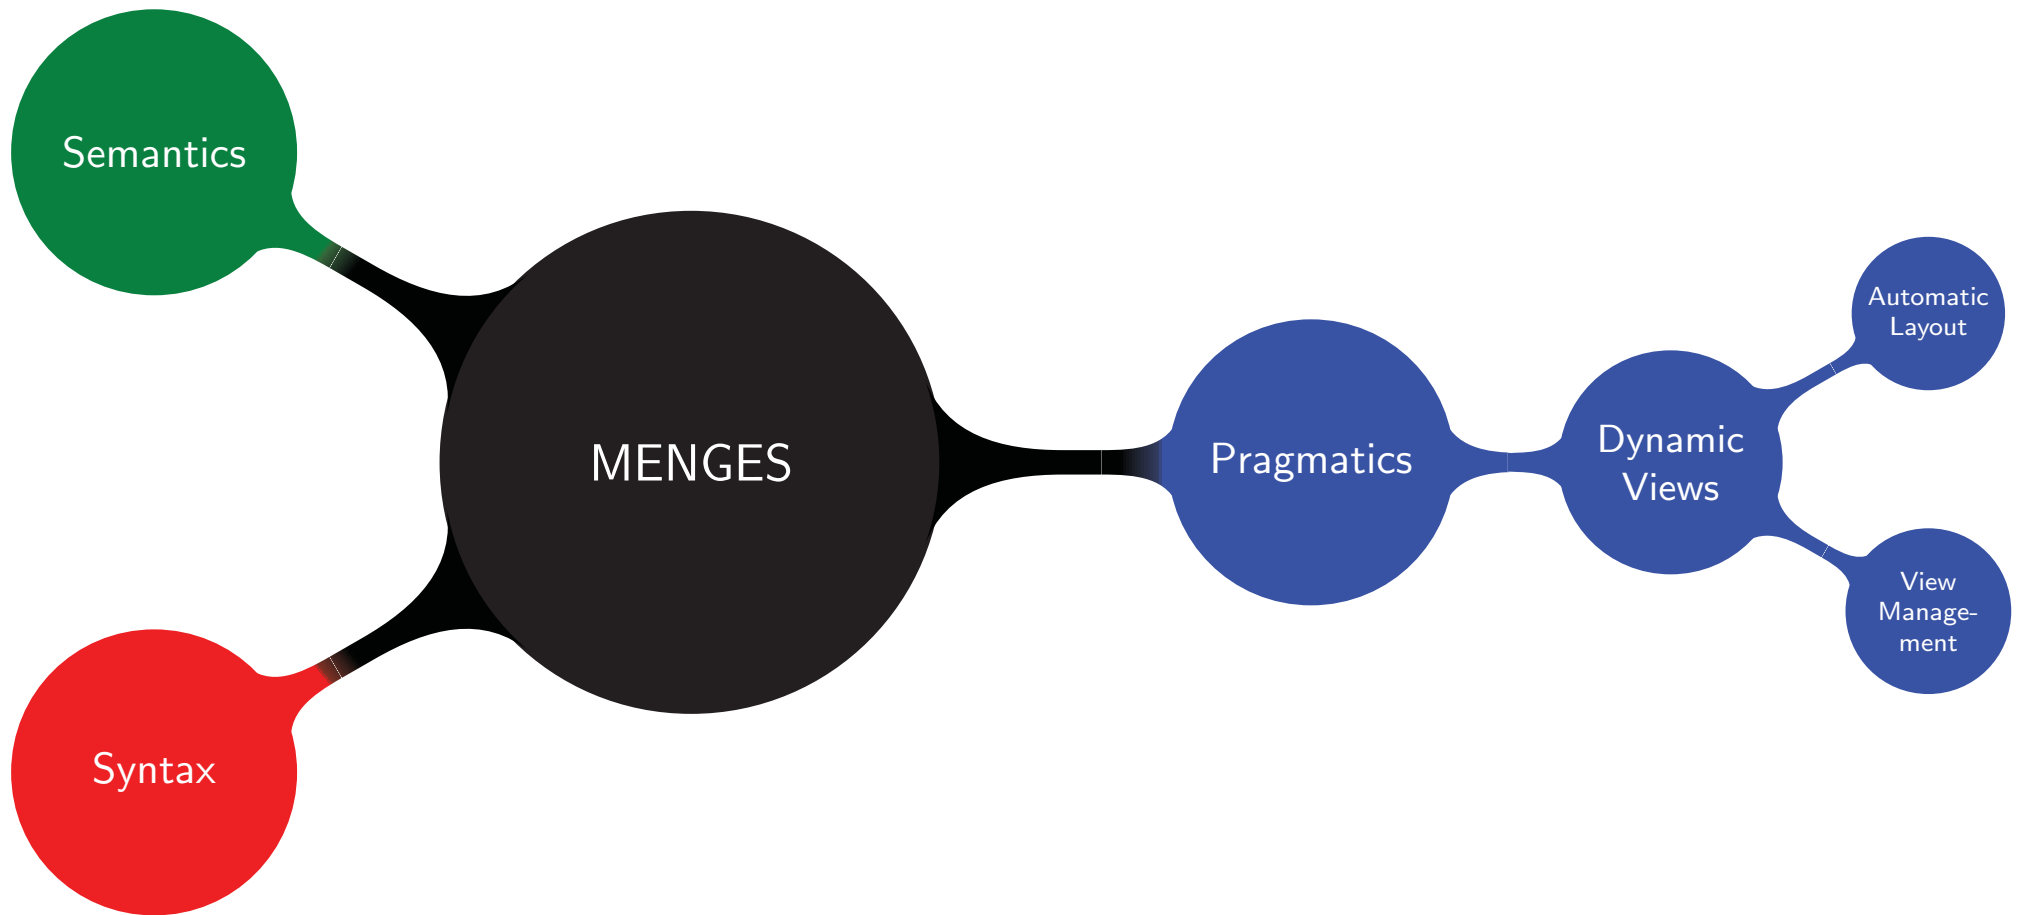 Semantics
Syntax
MENGES
Pragmatics
Dynamic
Views
Automatic
Layout
View
Manage-
ment